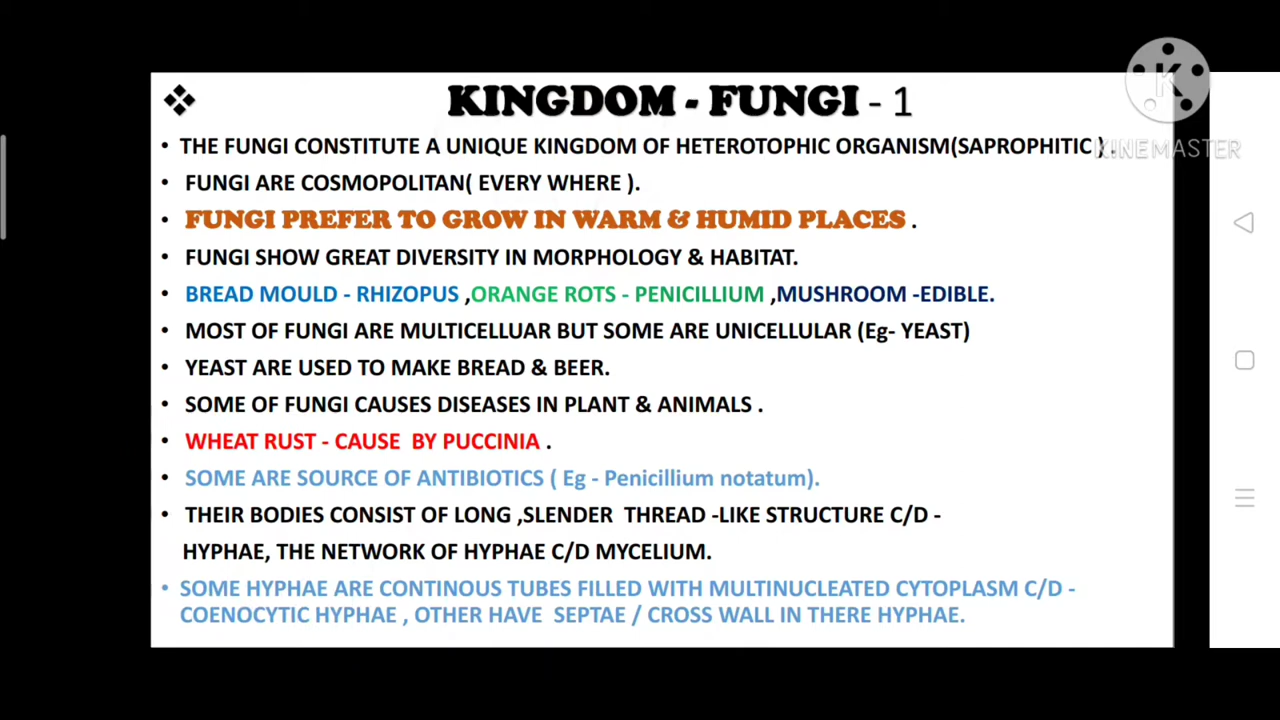 ❖ KINGDOM - FUNGI - 1
KINEMASTER
• THE FUNGI CONSTITUTE A UNIQUE KINGDOM OF HETEROTOPHIC ORGANISM(SAPROPHITIC ) .
• FUNGI ARE COSMOPOLITAN( EVERY WHERE ).
• FUNGI PREFER TO GROW IN WARM & HUMID PLACES .
• FUNGI SHOW GREAT DIVERSITY IN MORPHOLOGY & HABITAT.
• BREAD MOULD - RHIZOPUS ,ORANGE ROTS - PENICILLIUM ,MUSHROOM -EDIBLE.
• MOST OF FUNGI ARE MULTICELLUAR BUT SOME ARE UNICELLULAR (Eg- YEAST)
• YEAST ARE USED TO MAKE BREAD & BEER.
• SOME OF FUNGI CAUSES DISEASES IN PLANT & ANIMALS .
• WHEAT RUST - CAUSE BY PUCCINIA .
• SOME ARE SOURCE OF ANTIBIOTICS ( Eg - Penicillium notatum).
• THEIR BODIES CONSIST OF LONG ,SLENDER THREAD -LIKE STRUCTURE C/D -
HYPHAE, THE NETWORK OF HYPHAE C/D MYCELIUM.
• SOME HYPHAE ARE CONTINOUS TUBES FILLED WITH MULTINUCLEATED CYTOPLASM C/D -
COENOCYTIC HYPHAE , OTHER HAVE SEPTAE / CROSS WALL IN THERE HYPHAE.